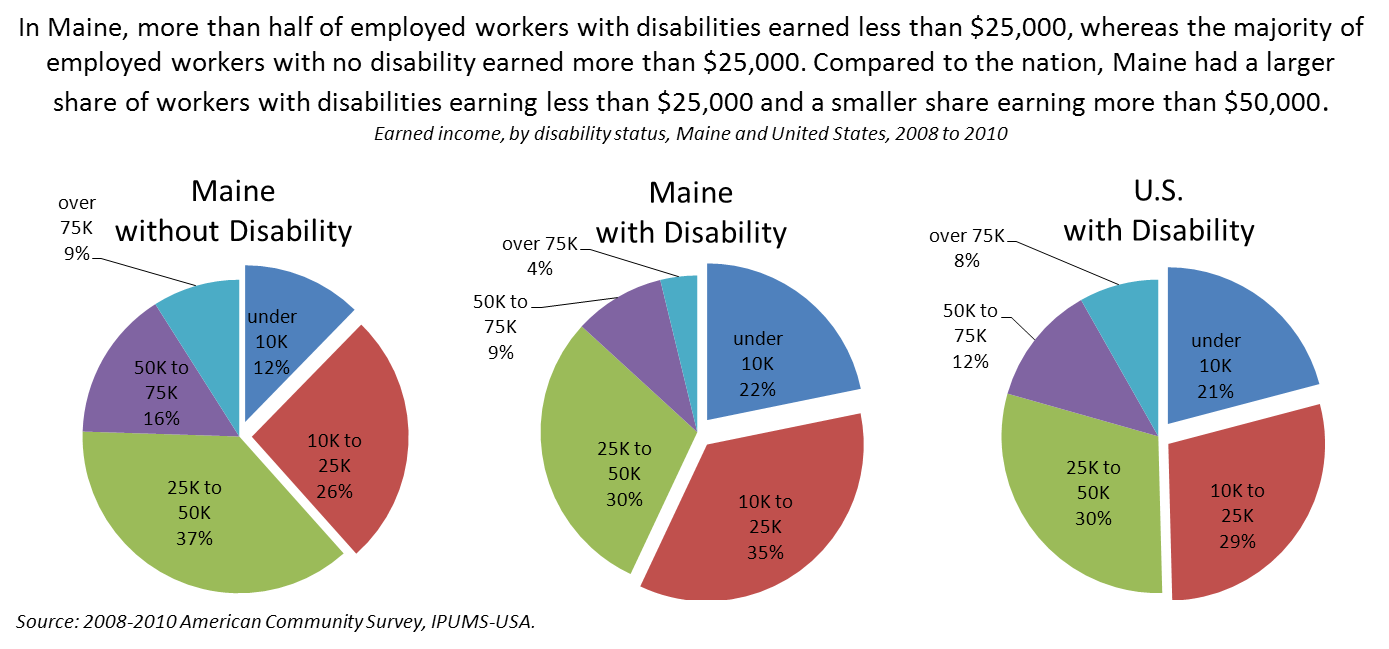 In Maine, more than half of employed workers with disabilities earned less than $25,000, whereas the majority of
employed workers with no disability earned more than $25,000. Compared to the nation, Maine had a larger
share of workers with disabilities earning less than $25,000 and a smaller share earning more than $50,000.
Earned income, by disability status, Maine and United States, 2008 to 2010
Maine
without Disability
over
75K
9%
under
10K
12%
50K to
75K
16%
10K to
25K
26%
25K to
50K
37%
Maine
with Disability
over 75K
4%
50K to
75K
9%
under
10K
22%
25K to
50K
30%
10K to
25K
35%
U.S.
with Disability
over 75K
8%
50K to
75K
12%
under
10K
21%
25K to
50K
30%
10K to
25K
29%
Source: 2008-2010 American Community Survey, IPUMS-USA.